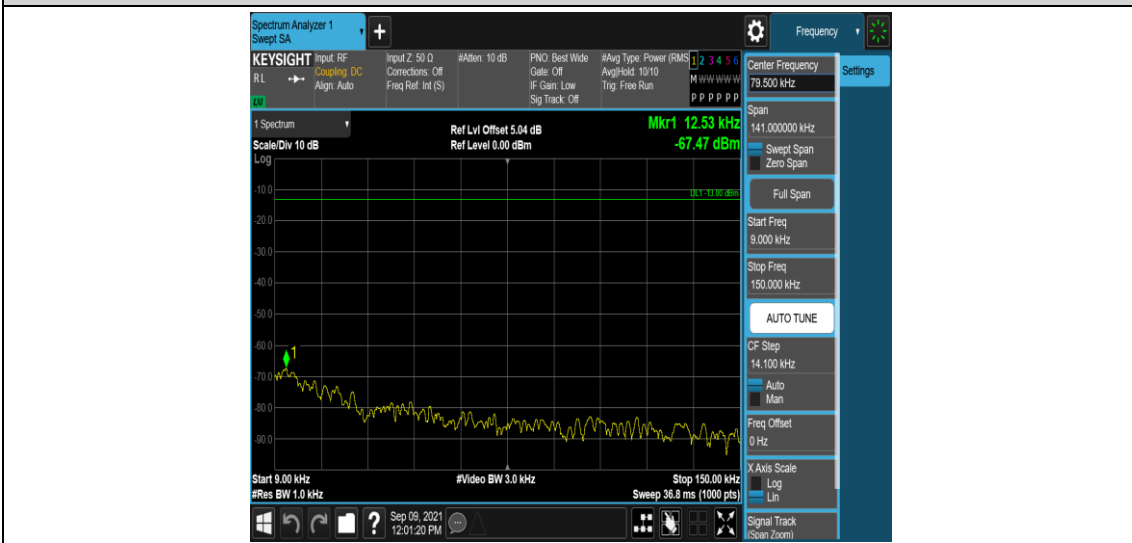 Spectrum Analyzer 1
Swept SA
+
Frequency
KEYSIGHT
RL
LXI
Input: RF
Coupling: DC
Align: Auto
Input Z: 50 Ω
Corrections: Off
Freq Ref: Int (S)
#Atten: 10 dB
PNO: Best Wide
Gate: Off
IF Gain: Low
Sig Track: Off
#Avg Type: Power (RMS
Avg|Hold: 10/10
Trig: Free Run
1 2 3 4 5 6
M W W W W W
P P P P P P
1 Spectrum
Scale/Div 10 dB
Log
Ref Lvl Offset 5.04 dB
Ref Level 0.00 dBm
Mkr1 12.53 kHz
-67.47 dBm
DL1 -13.00 dBm
-10.0
-20.0
-30.0
-40.0
-50.0
-60.0
1
-70.0
-80.0
-90.0
Start 9.00 kHz
#Res BW 1.0 kHz
#Video BW 3.0 kHz
Stop 150.00 kHz
Sweep 36.8 ms (1000 pts)
Sep 09, 2021
12:01:20 PM
?
Center Frequency
79.500 kHz
Settings
Span
141.000000 kHz
Swept Span
Zero Span
Full Span
Start Freq
9.000 kHz
Stop Freq
150.000 kHz
AUTO TUNE
CF Step
14.100 kHz
Auto
Man
Freq Offset
0 Hz
X Axis Scale
Log
Lin
Signal Track
(Span Zoom)